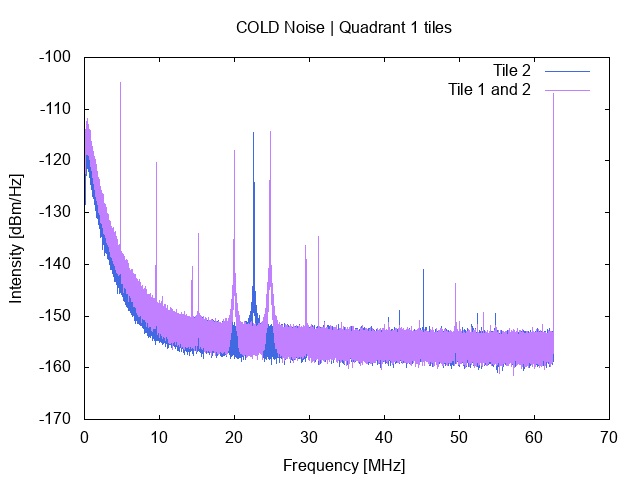 COLD Noise | Quadrant 1 tiles
Tile 2
Tile 1 and 2
-100
-110
-120
-130
-140
-150
-160
-170
Intensity [dBm/Hz]
0 10 20 30 40 50 60 70
Frequency [MHz]